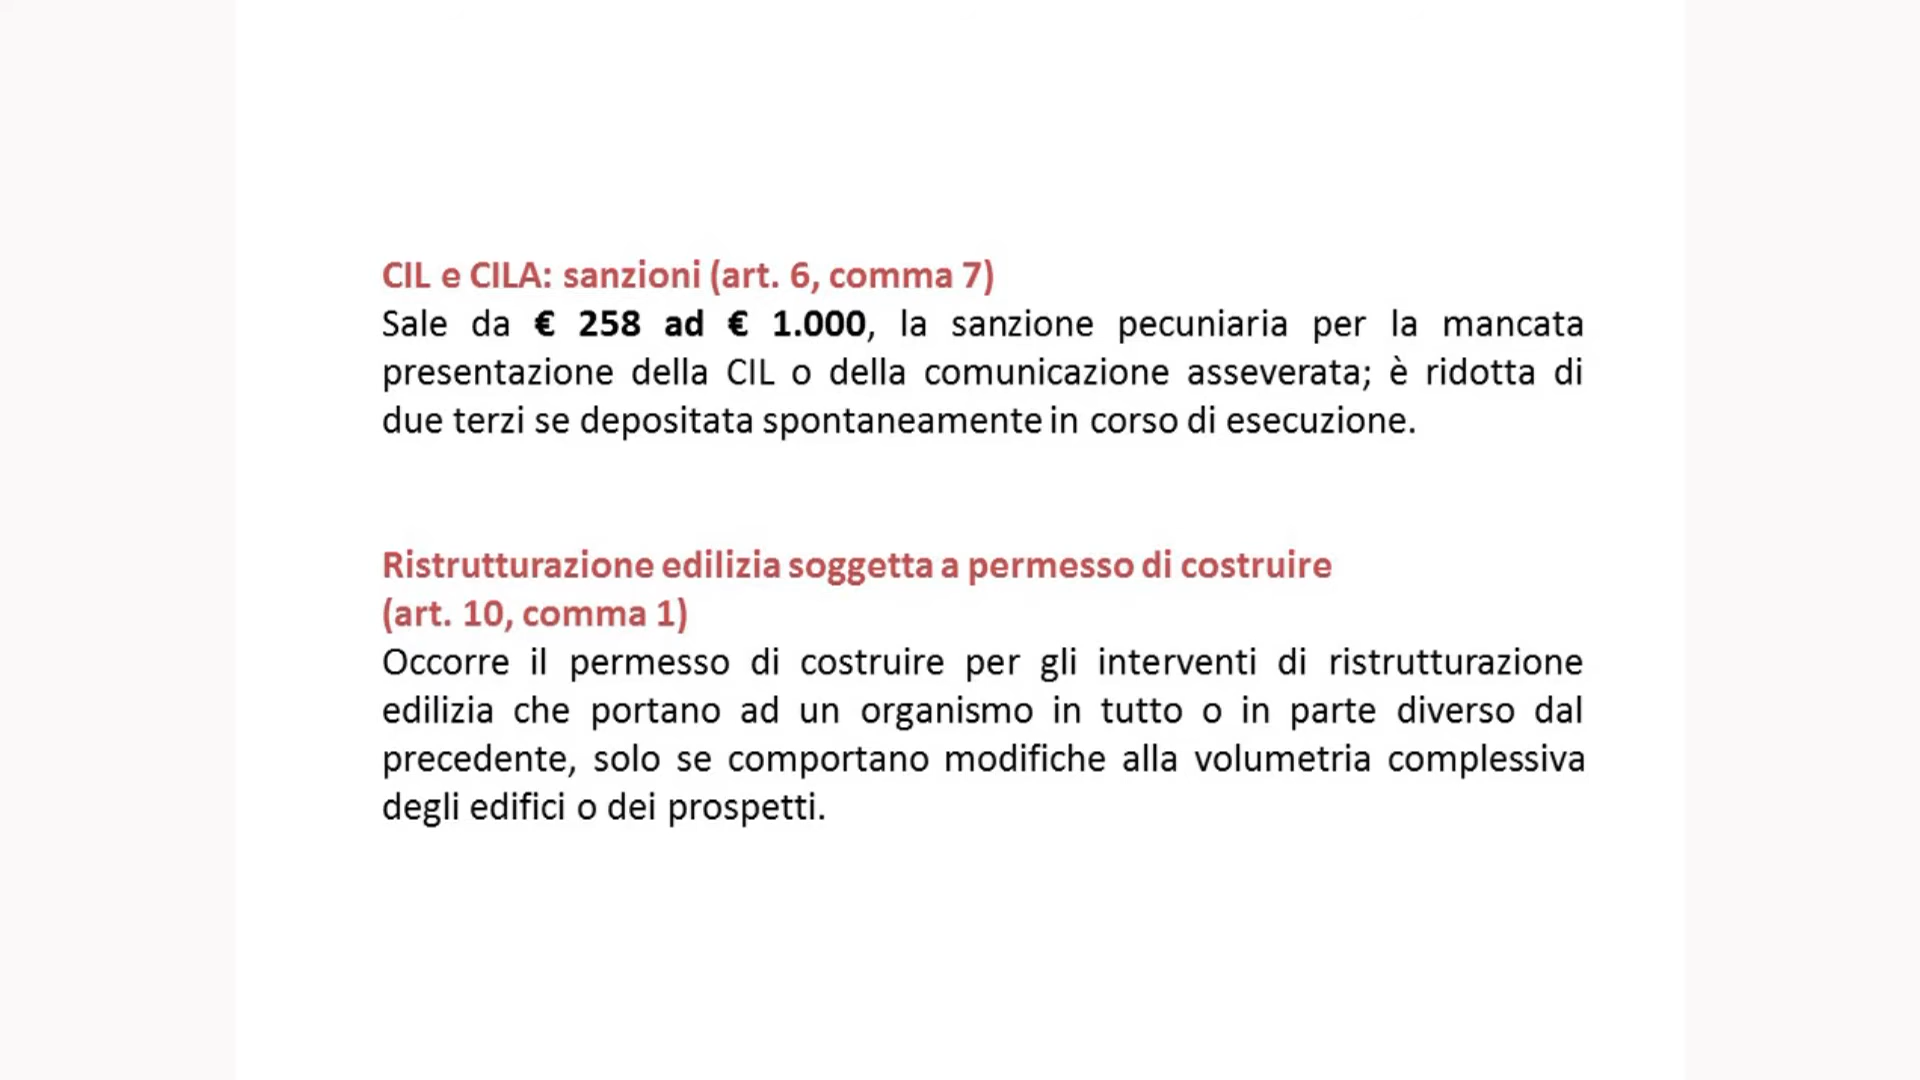 CIL e CILA: sanzioni (art. 6, comma 7)
Sale da € 258 ad € 1.000, la sanzione pecuniaria per la mancata
presentazione della CIL o della comunicazione asseverata; è ridotta di
due terzi se depositata spontaneamente in corso di esecuzione.
Ristrutturazione edilizia soggetta a permesso di costruire
(art. 10, comma 1)
Occorre il permesso di costruire per gli interventi di ristrutturazione
edilizia che portano ad un organismo in tutto o in parte diverso dal
precedente, solo se comportano modifiche alla volumetria complessiva
degli edifici o dei prospetti.